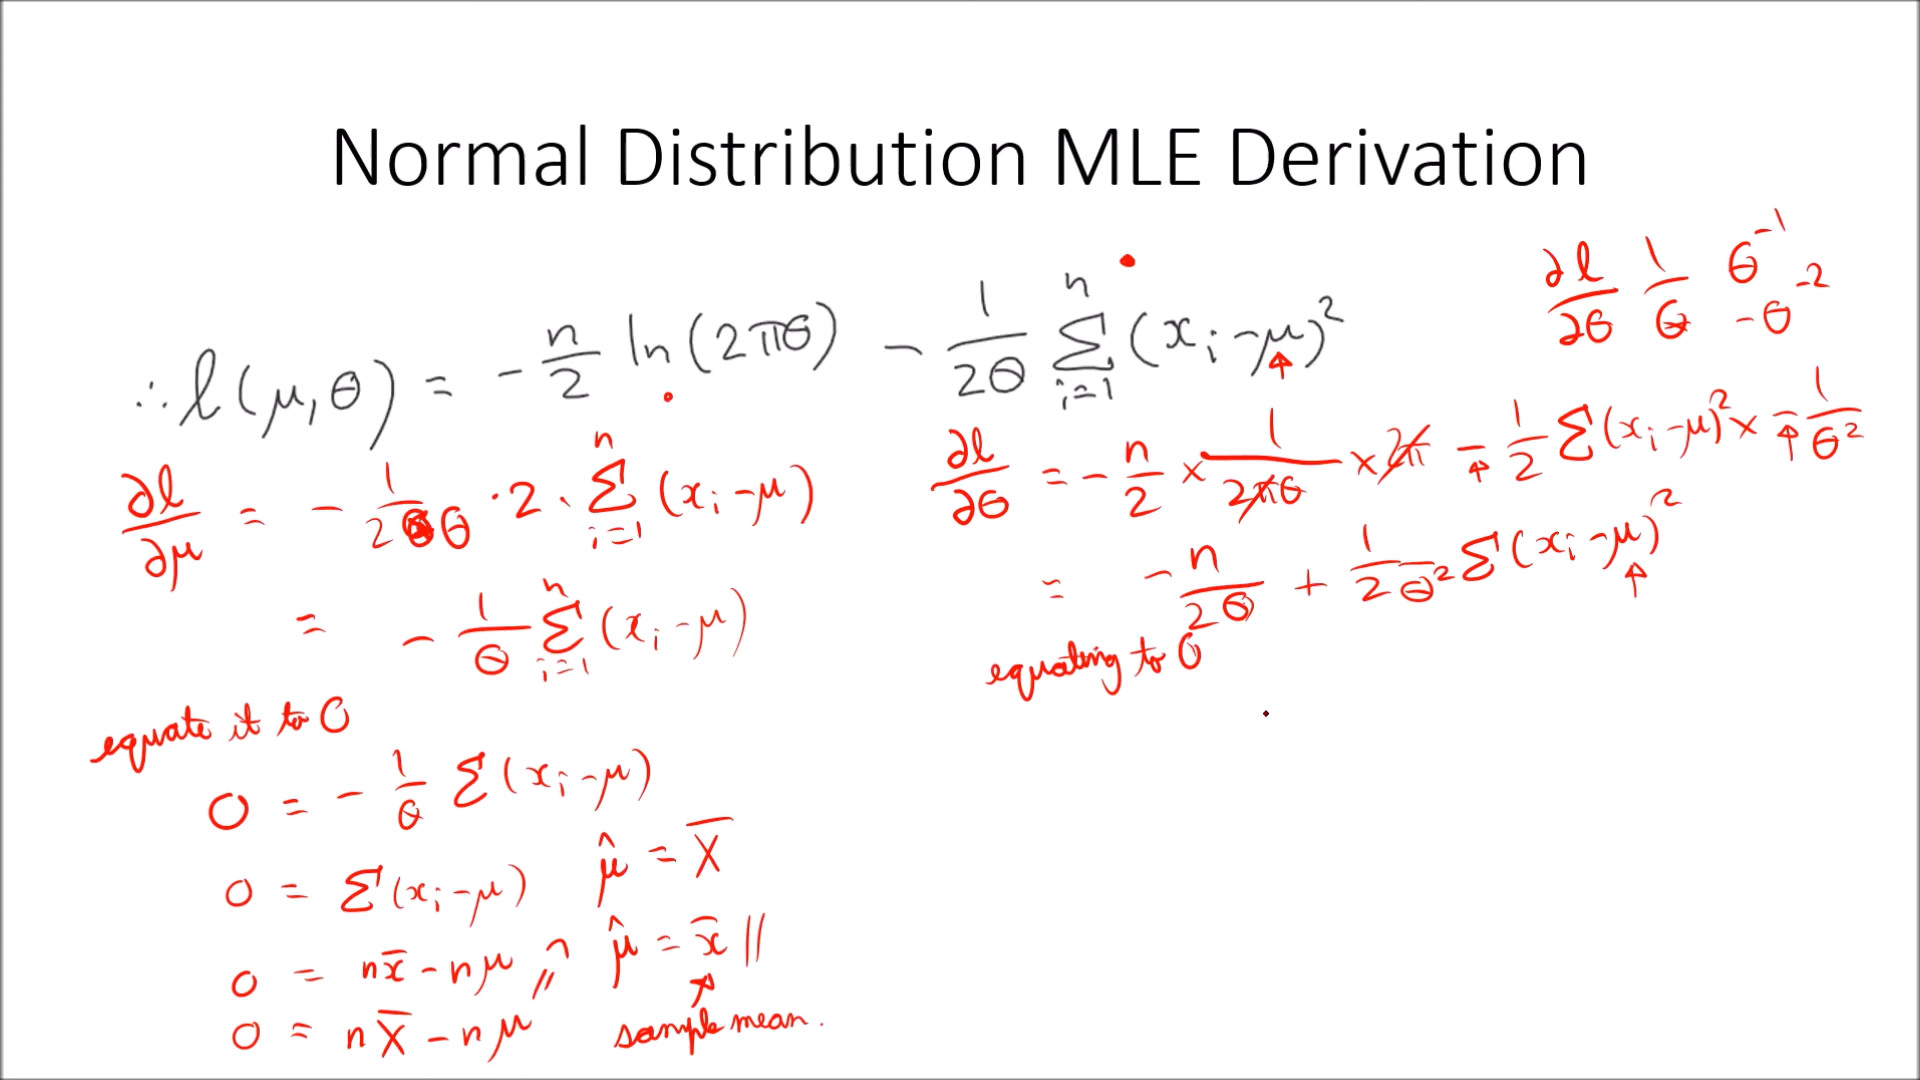 Normal Distribution MLE Derivation
∴ l(μ,θ) = - n/2 ln(2πθ) - 1/2θ Σ_{i=1}^{n} (x_i - μ)²
∂l/∂μ = - 1/2θ · 2 · Σ_{i=1}^{n} (x_i - μ)
= - 1/θ Σ_{i=1}^{n} (x_i - μ)
equate it to 0
0 = - 1/θ Σ(x_i - μ)
0 = Σ(x_i - μ)
μ̂ = X̄
0 = nx̄ - nμ
μ̂ = x̄ //
0 = nX̄ - nμ
sample mean.
∂l/∂θ 1/θ θ⁻¹
-θ⁻²
∂l/∂θ = - n/2 × 1/2πθ × 2π - 1/2 Σ(x_i - μ)² × - 1/θ²
= - n/2θ + 1/2θ² Σ(x_i - μ)²
equating to 0